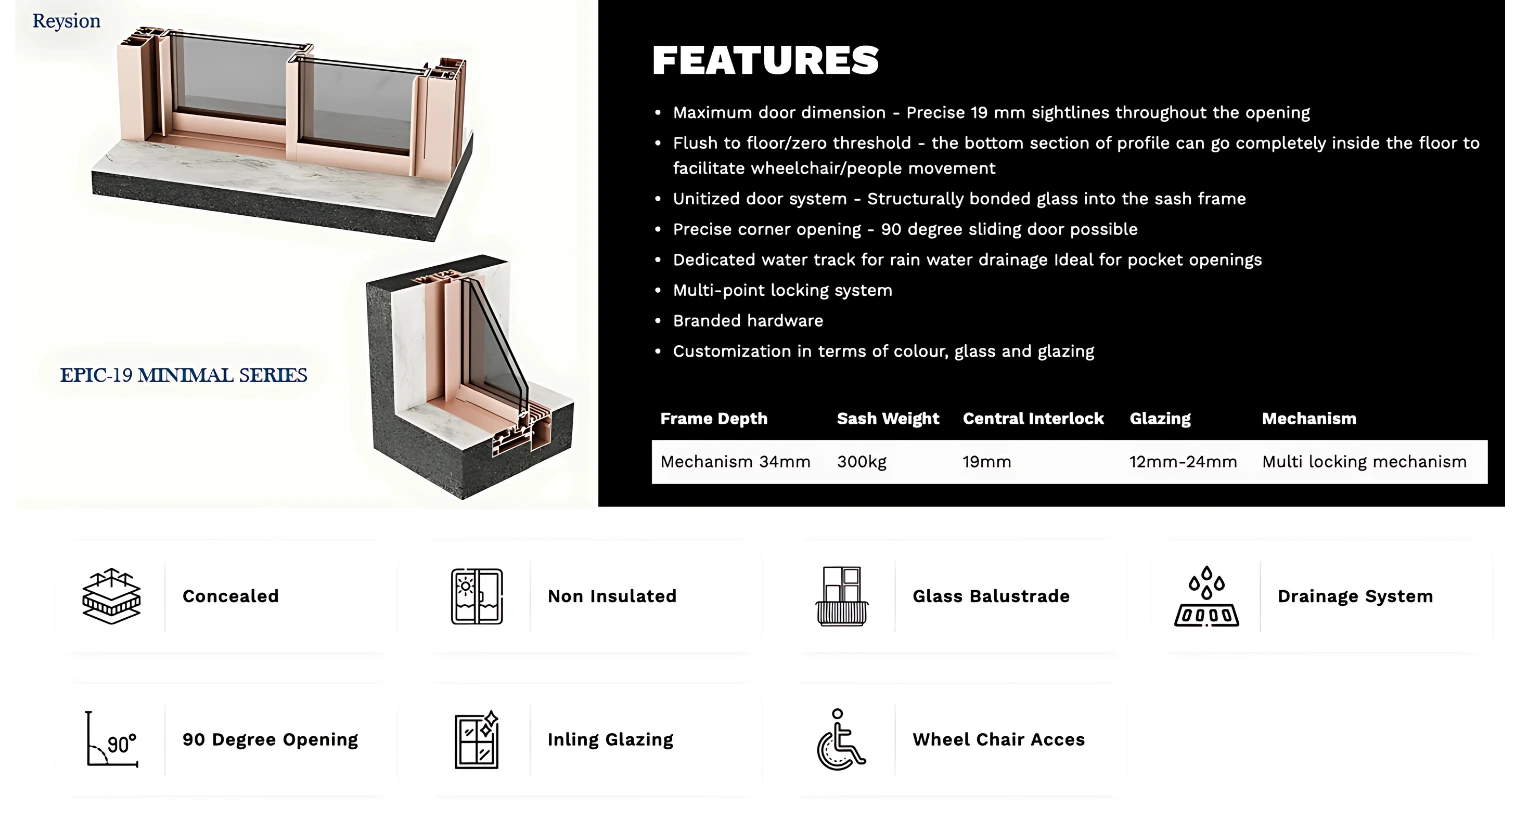 Reysion
EPIC-19 MINIMAL SERIES
FEATURES
• Maximum door dimension - Precise 19 mm sightlines throughout the opening
• Flush to floor/zero threshold - the bottom section of profile can go completely inside the floor to
facilitate wheelchair/people movement
• Unitized door system - Structurally bonded glass into the sash frame
• Precise corner opening - 90 degree sliding door possible
• Dedicated water track for rain water drainage Ideal for pocket openings
• Multi-point locking system
• Branded hardware
• Customization in terms of colour, glass and glazing
Frame Depth Sash Weight Central Interlock Glazing Mechanism
Mechanism 34mm 300kg 19mm 12mm-24mm Multi locking mechanism
Concealed
Non Insulated
Glass Balustrade
Drainage System
90°
90 Degree Opening
Inling Glazing
Wheel Chair Acces